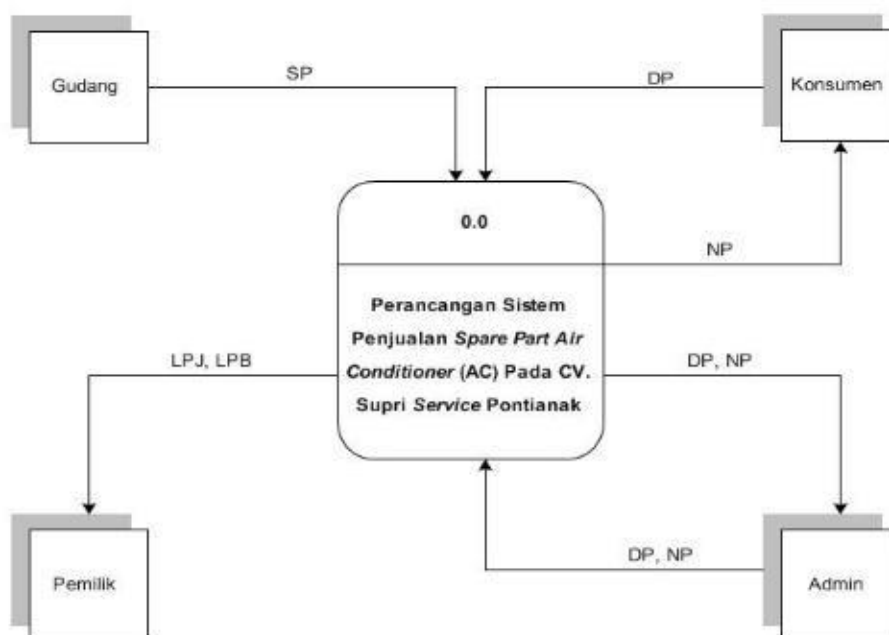 Gudang
SP
DP
Konsumen
0.0
NP
Perancangan Sistem
Penjualan Spare Part Air
Conditioner (AC) Pada CV.
Supri Service Pontianak
LPJ, LPB
DP, NP
DP, NP
Pemilik
Admin